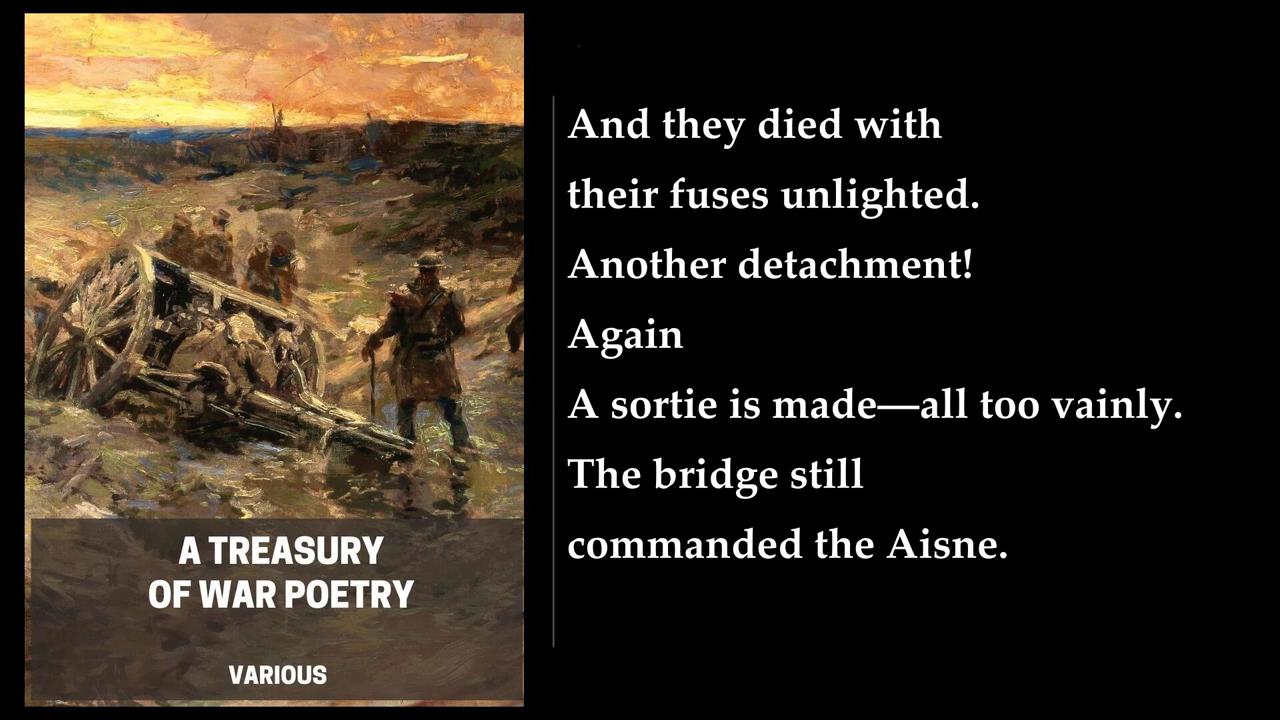 A TREASURY
OF WAR POETRY
VARIOUS
And they died with
their fuses unlighted.
Another detachment!
Again
A sortie is made—all too vainly.
The bridge still
commanded the Aisne.